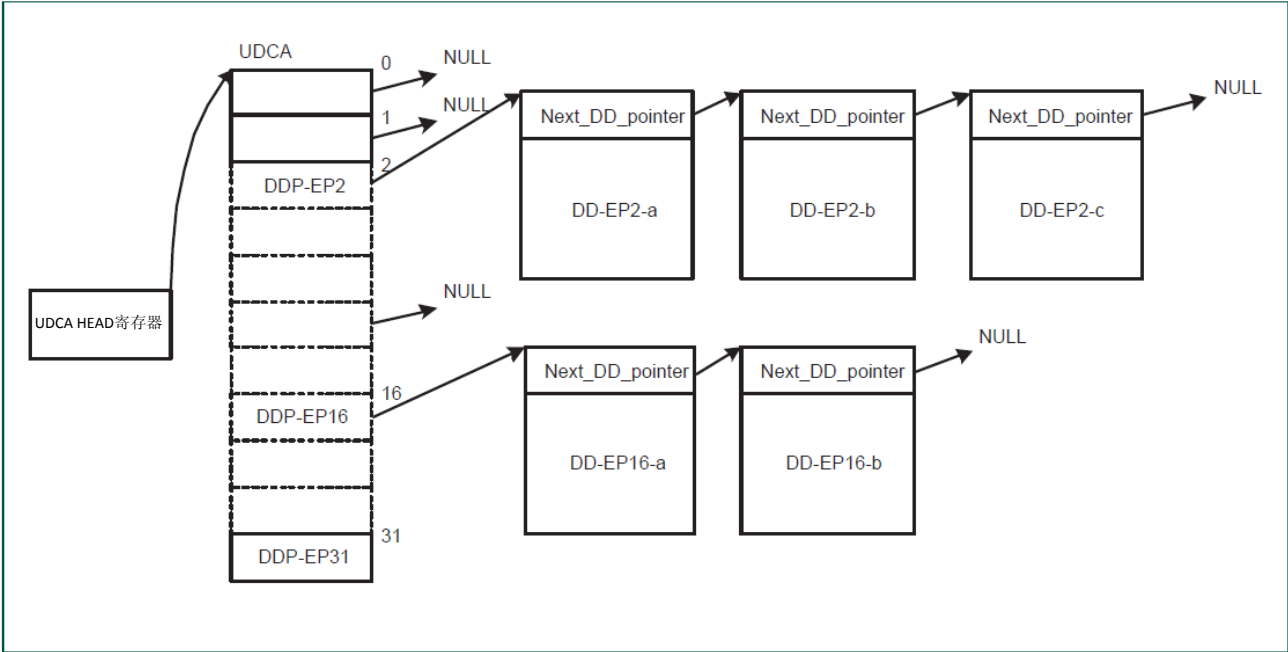 UDCA
0
NULL
1
NULL
2
DDP-EP2
Next_DD_pointer
Next_DD_pointer
Next_DD_pointer
NULL
DD-EP2-a
DD-EP2-b
DD-EP2-c
UDCA HEAD寄存器
NULL
16
DDP-EP16
Next_DD_pointer
Next_DD_pointer
NULL
DD-EP16-a
DD-EP16-b
31
DDP-EP31